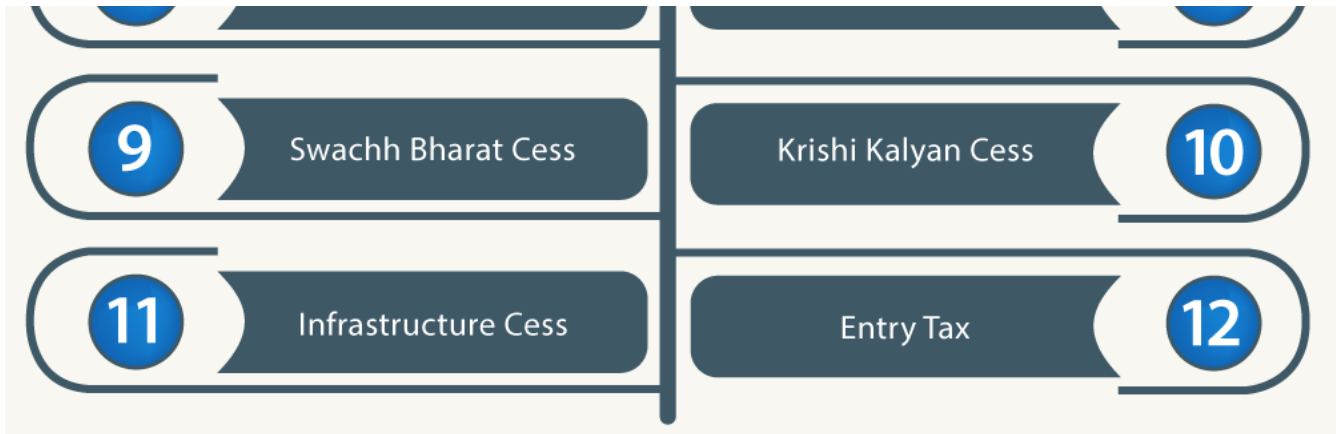 9
Swachh Bharat Cess
10
Krishi Kalyan Cess
11
Infrastructure Cess
12
Entry Tax